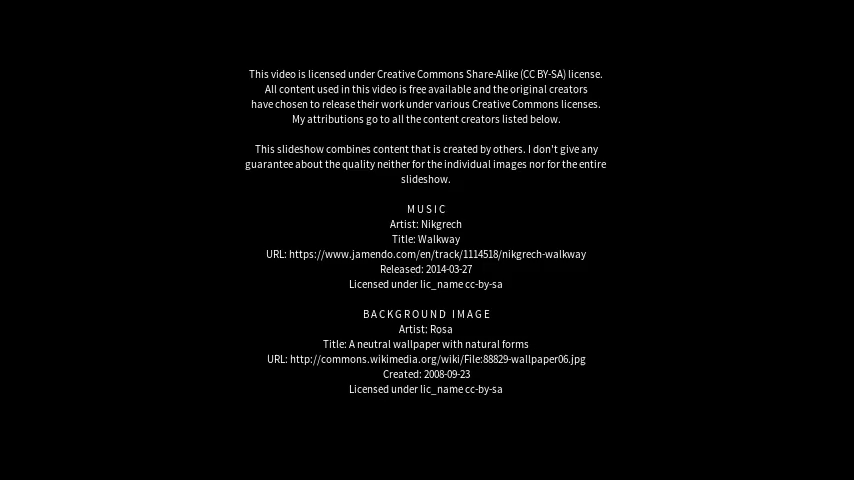 This video is licensed under Creative Commons Share-Alike (CC BY-SA) license.
All content used in this video is free available and the original creators
have chosen to release their work under various Creative Commons licenses.
My attributions go to all the content creators listed below.
This slideshow combines content that is created by others. I don't give any
guarantee about the quality neither for the individual images nor for the entire
slideshow.
MUSIC
Artist: Nikgrech
Title: Walkway
URL: https://www.jamendo.com/en/track/1114518/nikgrech-walkway
Released: 2014-03-27
Licensed under lic_name cc-by-sa
BACKGROUND IMAGE
Artist: Rosa
Title: A neutral wallpaper with natural forms
URL: http://commons.wikimedia.org/wiki/File:88829-wallpaper06.jpg
Created: 2008-09-23
Licensed under lic_name cc-by-sa